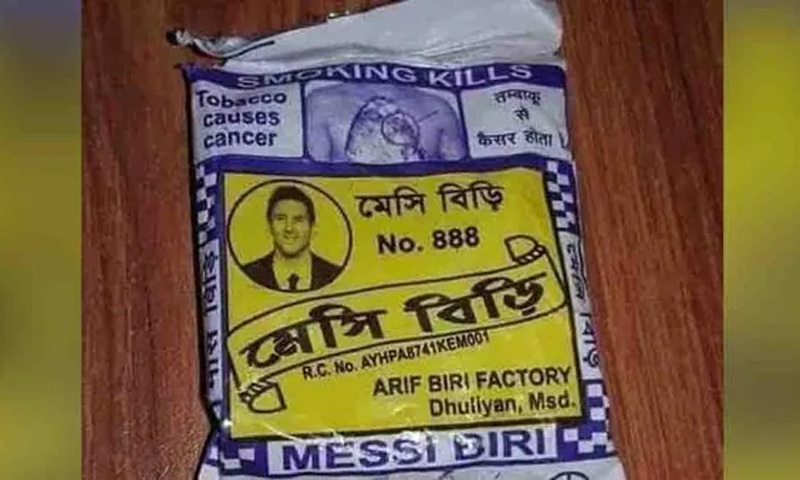 SMOKING KILLS
Tobacco
causes
cancer
तम्बाकू
से
कैसर होता
মেসি বিড়ি
No. 888
মেসি বিড়ি
R.C. No. AYHPA8741KEM001
ARIF BIRI FACTORY
Dhuliyan, Msd.
MESSI BIRI